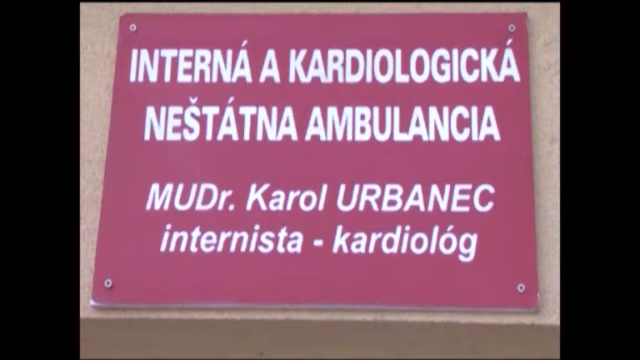 INTERNÁ A KARDIOLOGICKÁ
NEŠTÁTNA AMBULANCIA
MUDr. Karol URBANEC
internista - kardiológ